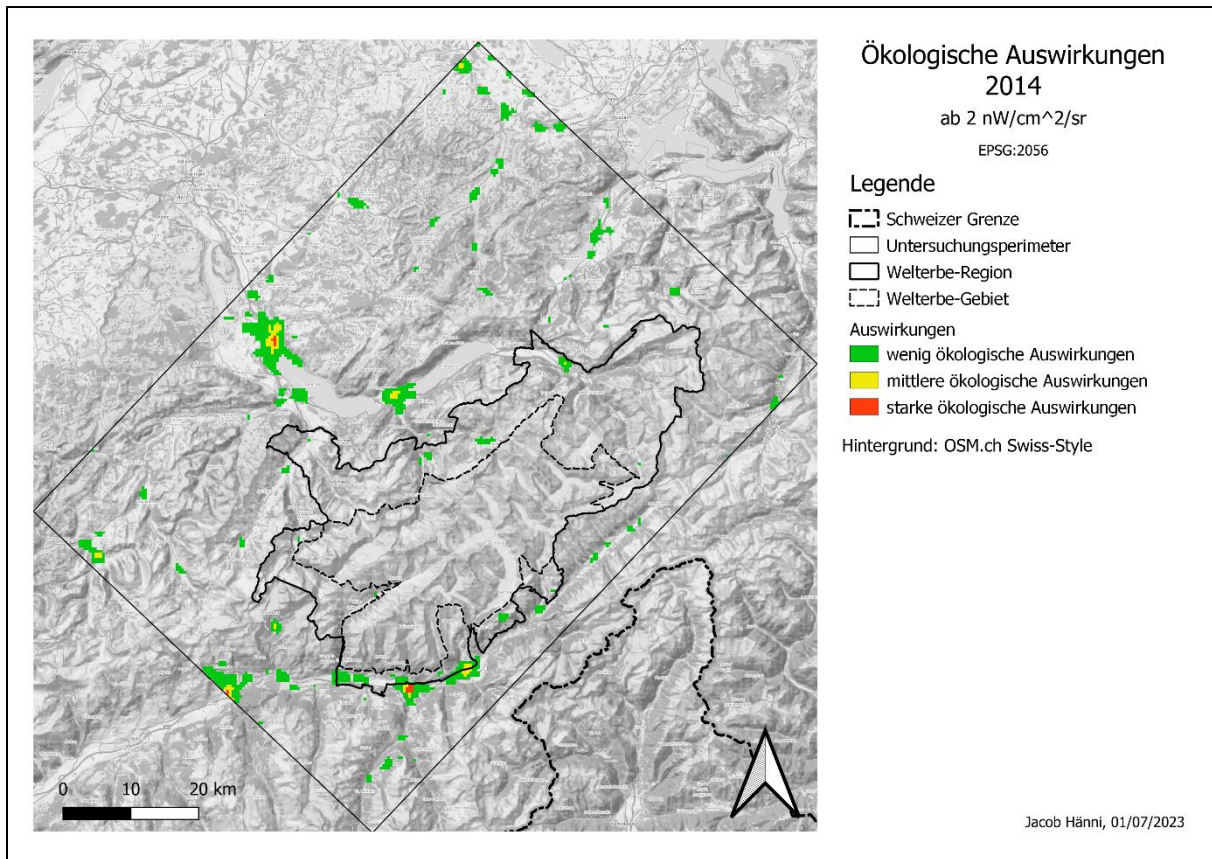 Ökologische Auswirkungen
2014
ab 2 nW/cm^2/sr
EPSG:2056
Legende
Schweizer Grenze
Untersuchungsperimeter
Welterbe-Region
Welterbe-Gebiet
Auswirkungen
wenig ökologische Auswirkungen
mittlere ökologische Auswirkungen
starke ökologische Auswirkungen
Hintergrund: OSM.ch Swiss-Style
0 10 20 km
Jacob Hänni, 01/07/2023